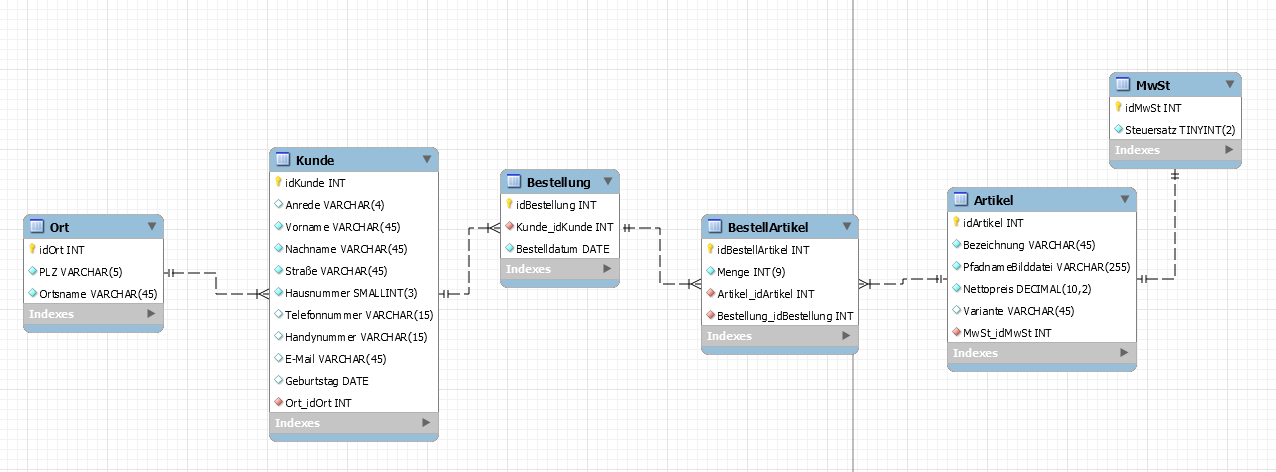 Ort
idOrt INT
PLZ VARCHAR(5)
Ortsname VARCHAR(45)
Indexes
Kunde
idKunde INT
Anrede VARCHAR(4)
Vorname VARCHAR(45)
Nachname VARCHAR(45)
Straße VARCHAR(45)
Hausnummer SMALLINT(3)
Telefonnummer VARCHAR(15)
Handynummer VARCHAR(15)
E-Mail VARCHAR(45)
Geburtstag DATE
Ort_idOrt INT
Indexes
Bestellung
idBestellung INT
Kunde_idKunde INT
Bestelldatum DATE
Indexes
BestellArtikel
idBestellArtikel INT
Menge INT(9)
Artikel_idArtikel INT
Bestellung_idBestellung INT
Indexes
Artikel
idArtikel INT
Bezeichnung VARCHAR(45)
PfadnameBilddatei VARCHAR(255)
Nettopreis DECIMAL(10,2)
Variante VARCHAR(45)
MwSt_idMwSt INT
Indexes
MwSt
idMwSt INT
Steuersatz TINYINT(2)
Indexes